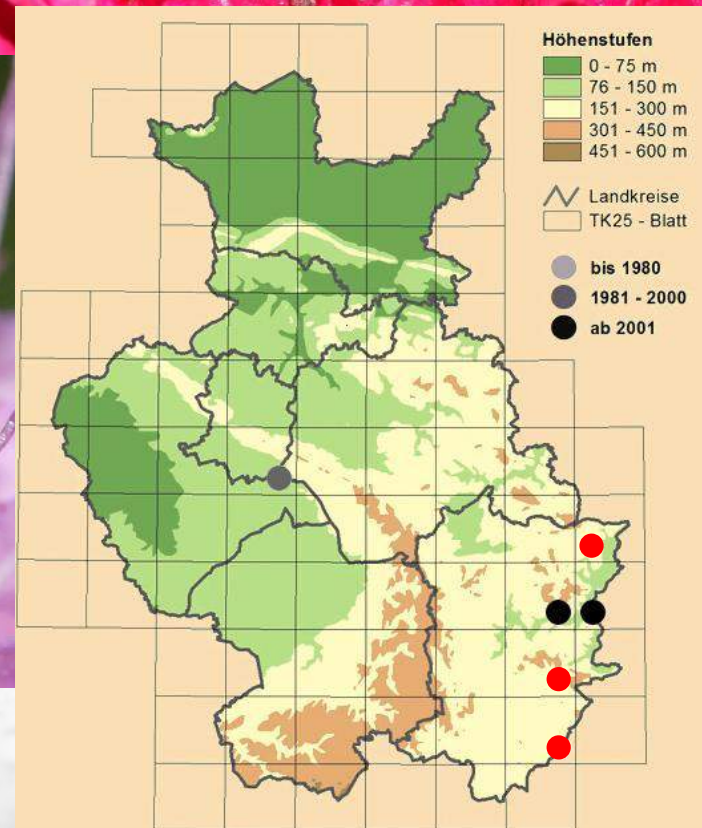 Höhenstufen
0 - 75 m
76 - 150 m
151 - 300 m
301 - 450 m
451 - 600 m
Landkreise
TK25 - Blatt
bis 1980
1981 - 2000
ab 2001